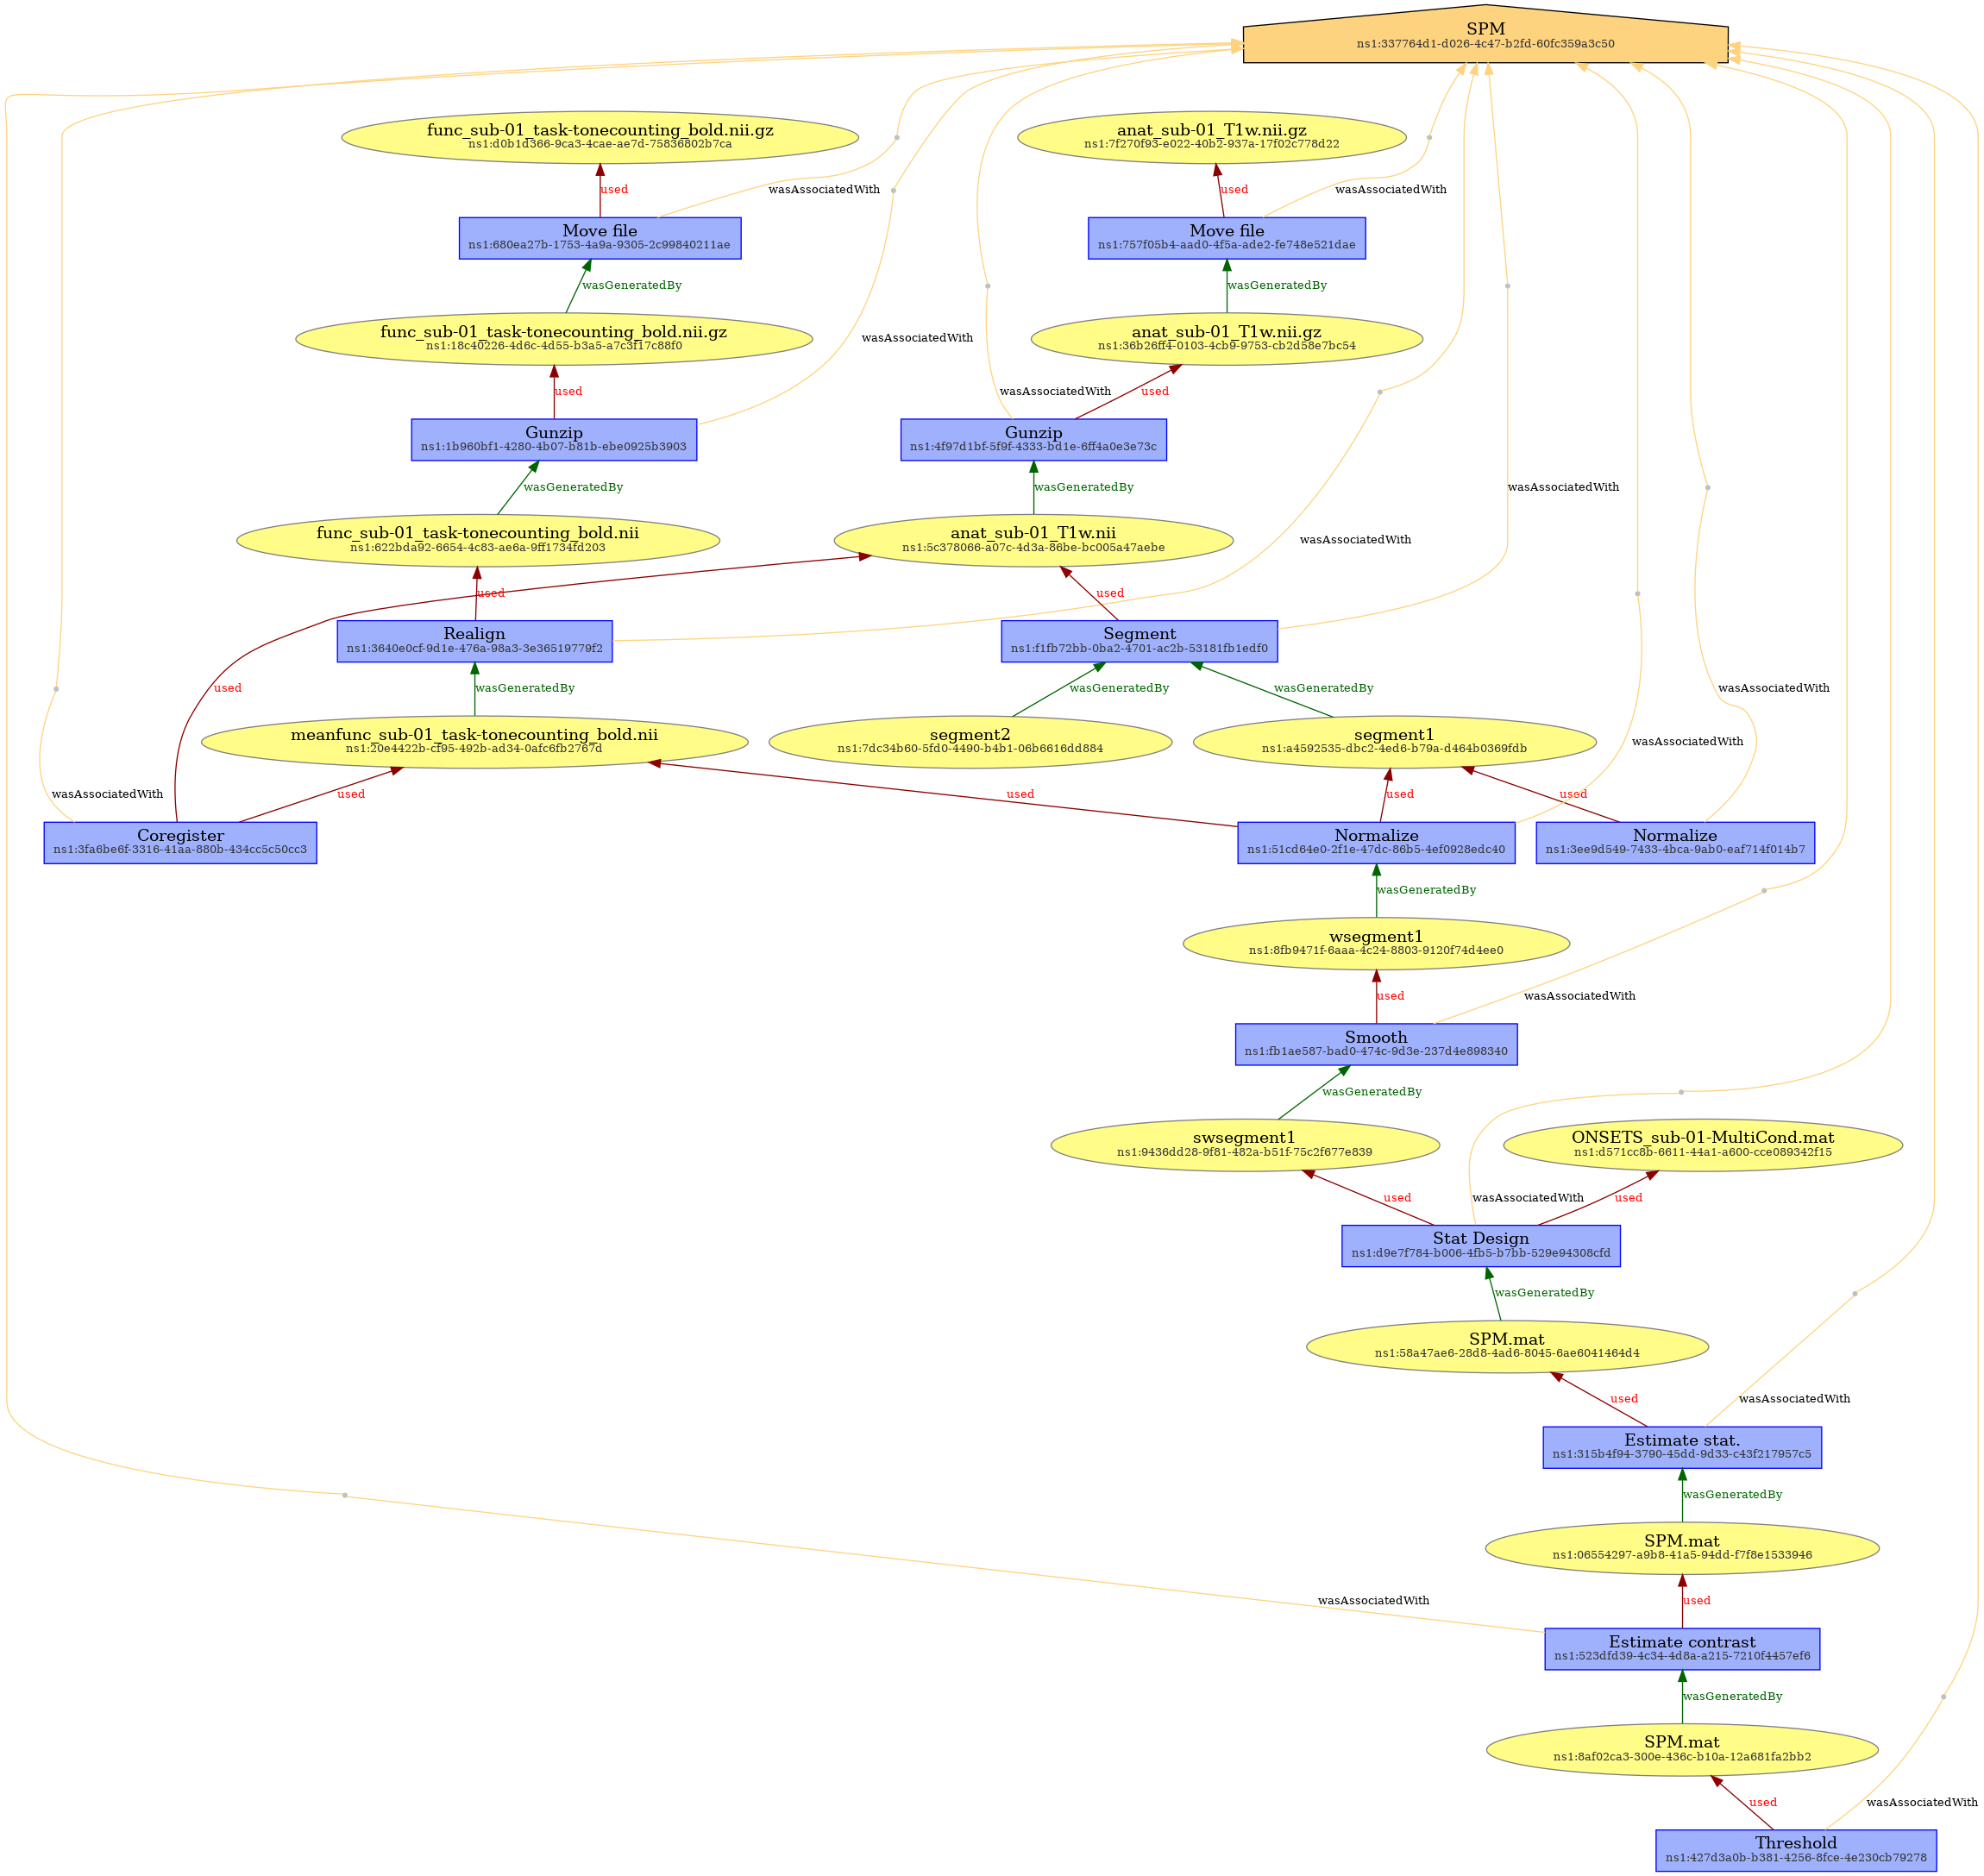 SPM
ns1:337764d1-d026-4c47-b2fd-60fc359a3c50
func_sub-01_task-tonecounting_bold.nii.gz
ns1:d0b1d366-9ca3-4cae-ae7d-75836802b7ca
anat_sub-01_T1w.nii.gz
ns1:7f270f93-e022-40b2-937a-17f02c778d22
used
wasAssociatedWith
used
wasAssociatedWith
Move file
ns1:680ea27b-1753-4a9a-9305-2c99840211ae
Move file
ns1:757f05b4-aad0-4f5a-ade2-fe748e521dae
wasGeneratedBy
wasGeneratedBy
func_sub-01_task-tonecounting_bold.nii.gz
ns1:18c40226-4d6c-4d55-b3a5-a7c3f17c88f0
wasAssociatedWith
anat_sub-01_T1w.nii.gz
ns1:36b26ff4-0103-4cb9-9753-cb2d58e7bc54
used
wasAssociatedWith
used
Gunzip
ns1:1b960bf1-4280-4b07-b81b-ebe0925b3903
Gunzip
ns1:4f97d1bf-5f9f-4333-bd1e-6ff4a0e3e73c
wasGeneratedBy
wasGeneratedBy
wasAssociatedWith
func_sub-01_task-tonecounting_bold.nii
ns1:622bda92-6654-4c83-ae6a-9ff1734fd203
anat_sub-01_T1w.nii
ns1:5c378066-a07c-4d3a-86be-bc005a47aebe
wasAssociatedWith
used
used
Realign
ns1:3640e0cf-9d1e-476a-98a3-3e36519779f2
Segment
ns1:f1fb72bb-0ba2-4701-ac2b-53181fb1edf0
used
wasGeneratedBy
wasGeneratedBy
wasGeneratedBy
wasAssociatedWith
meanfunc_sub-01_task-tonecounting_bold.nii
ns1:20e4422b-cf95-492b-ad34-0afc6fb2767d
segment2
ns1:7dc34b60-5fd0-4490-b4b1-06b6616dd884
segment1
ns1:a4592535-dbc2-4ed6-b79a-d464b0369fdb
wasAssociatedWith
wasAssociatedWith
used
used
used
used
Coregister
ns1:3fa6be6f-3316-41aa-880b-434cc5c50cc3
Normalize
ns1:51cd64e0-2f1e-47dc-86b5-4ef0928edc40
Normalize
ns1:3ee9d549-7433-4bca-9ab0-eaf714f014b7
wasGeneratedBy
wsegment1
ns1:8fb9471f-6aaa-4c24-8803-9120f74d4ee0
used
wasAssociatedWith
Smooth
ns1:fb1ae587-bad0-474c-9d3e-237d4e898340
wasGeneratedBy
swsegment1
ns1:9436dd28-9f81-482a-b51f-75c2f677e839
ONSETS_sub-01-MultiCond.mat
ns1:d571cc8b-6611-44a1-a600-cce089342f15
used
wasAssociatedWith
used
Stat Design
ns1:d9e7f784-b006-4fb5-b7bb-529e94308cfd
wasGeneratedBy
SPM.mat
ns1:58a47ae6-28d8-4ad6-8045-6ae6041464d4
used
wasAssociatedWith
Estimate stat.
ns1:315b4f94-3790-45dd-9d33-c43f217957c5
wasGeneratedBy
SPM.mat
ns1:06554297-a9b8-41a5-94dd-f7f8e1533946
wasAssociatedWith
used
Estimate contrast
ns1:523dfd39-4c34-4d8a-a215-7210f4457ef6
wasGeneratedBy
SPM.mat
ns1:8af02ca3-300e-436c-b10a-12a681fa2bb2
used
wasAssociatedWith
Threshold
ns1:427d3a0b-b381-4256-8fce-4e230cb79278